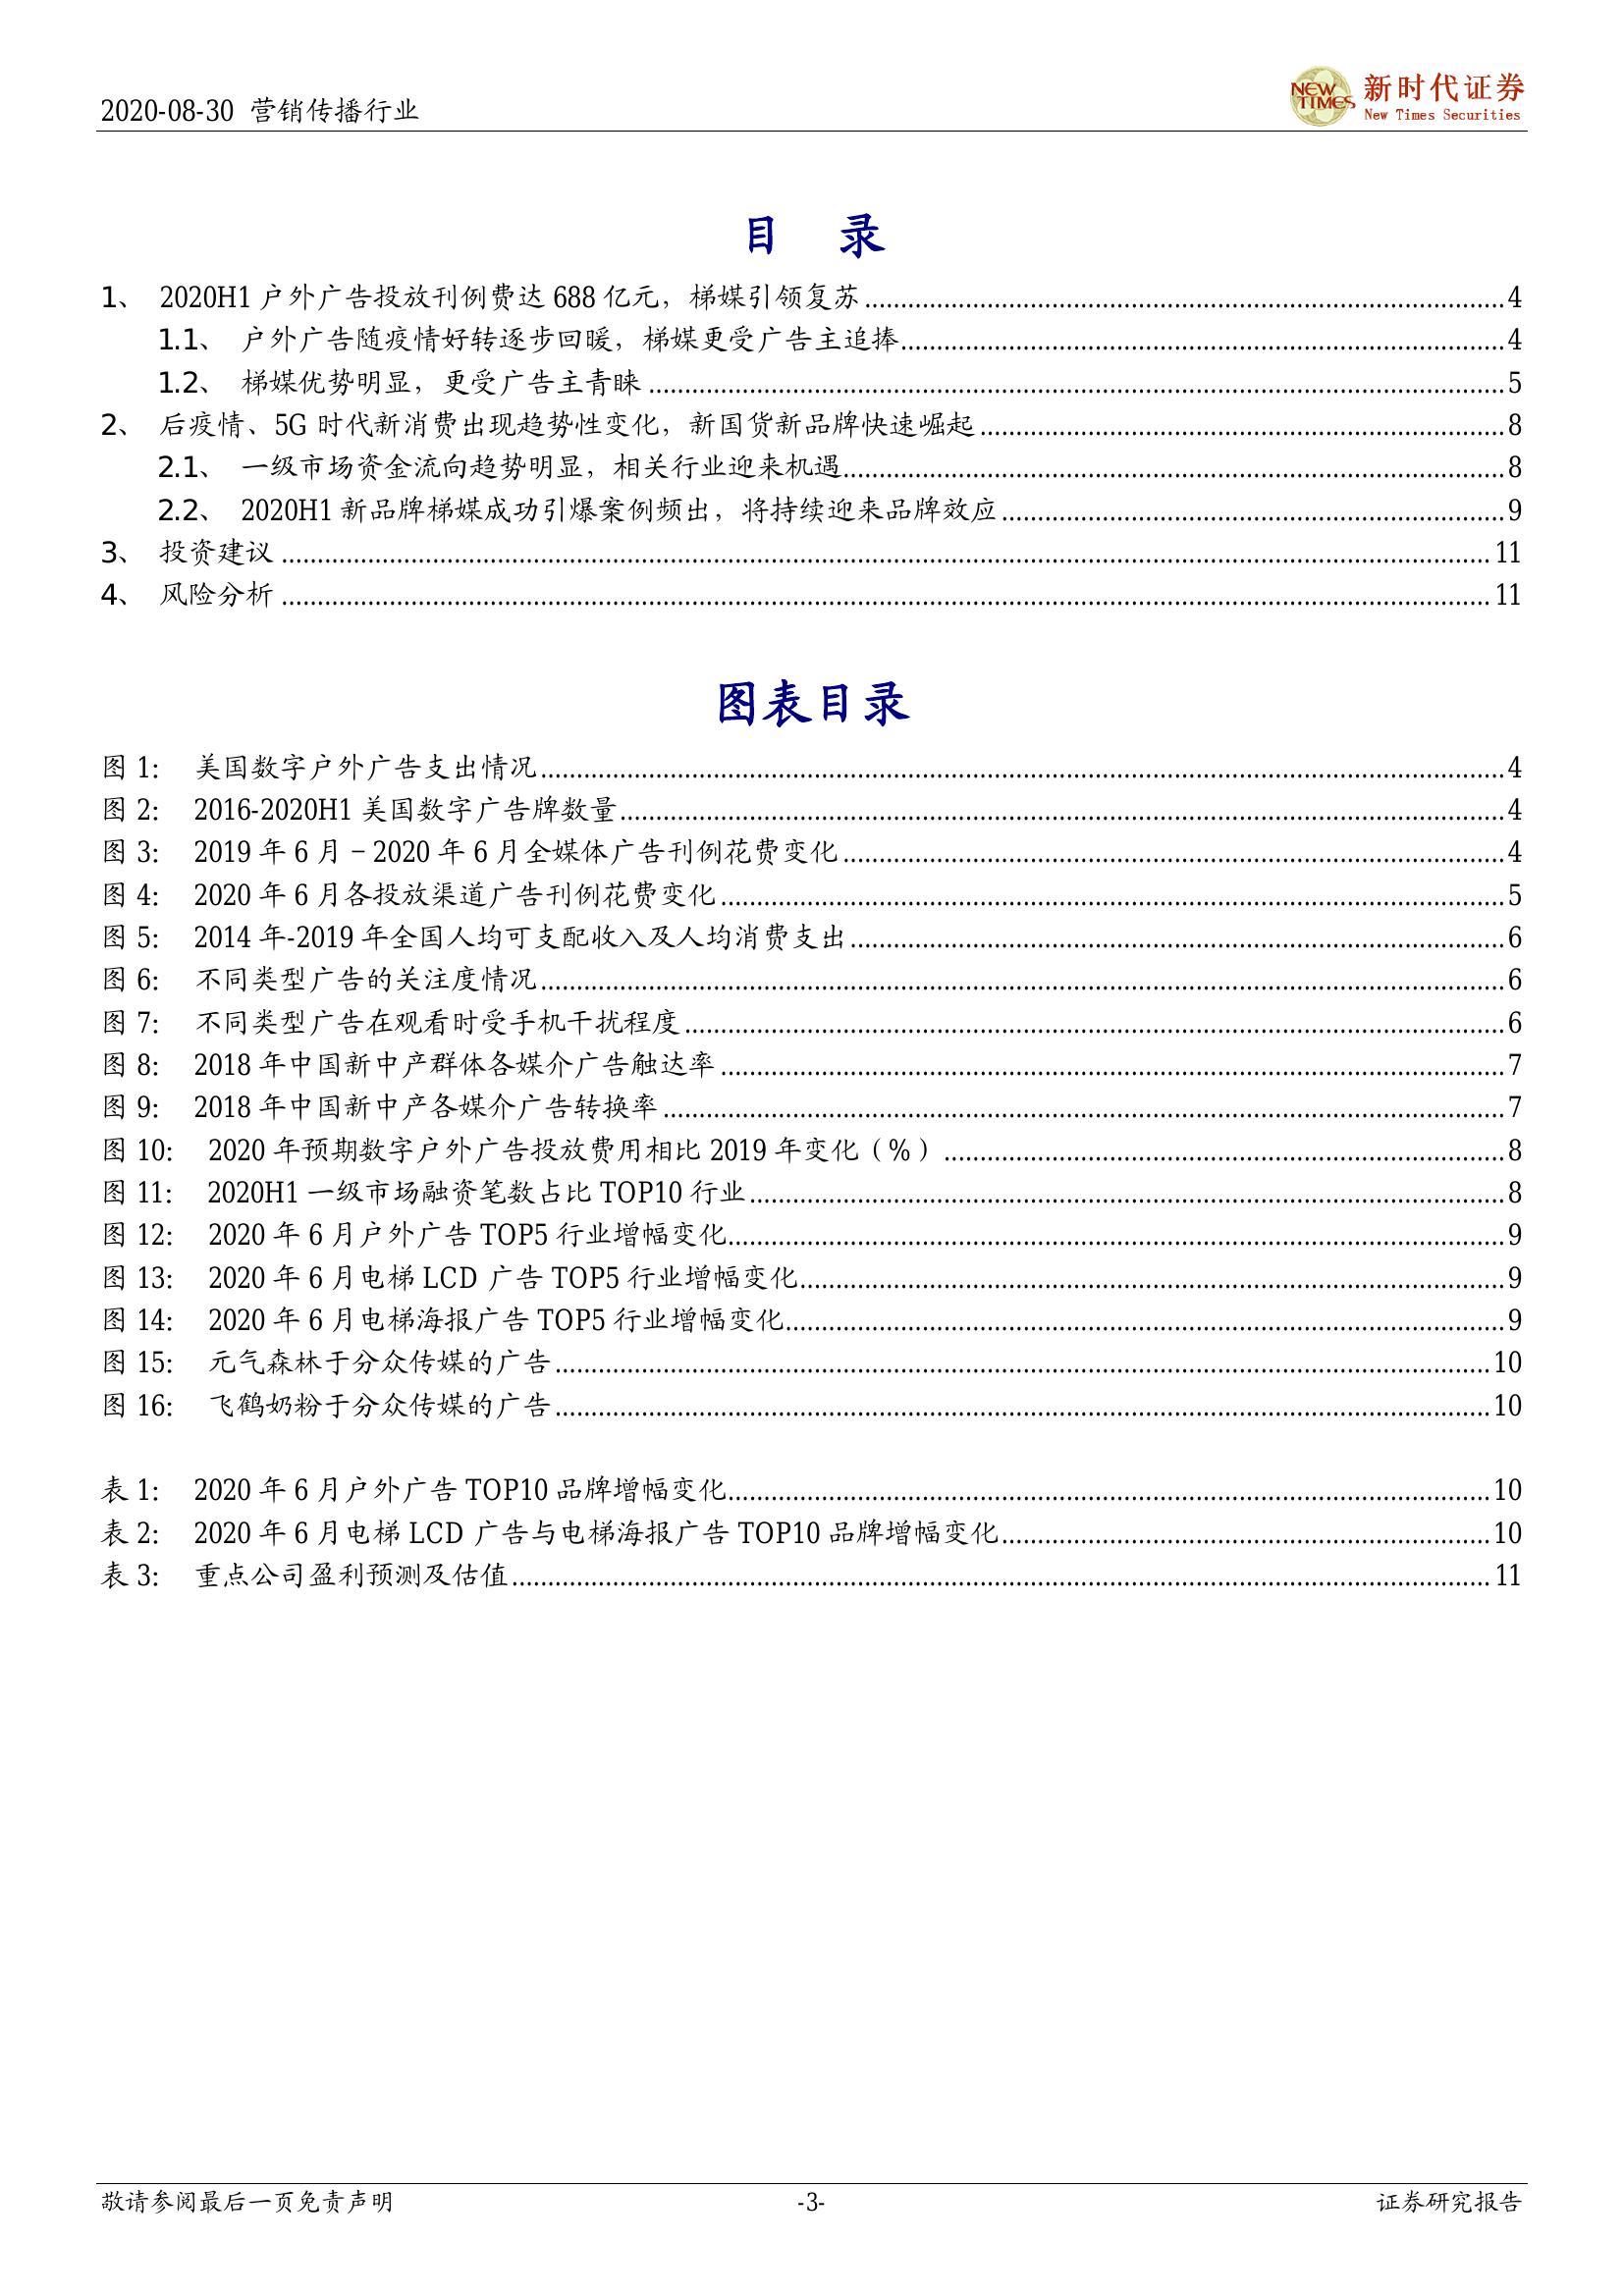 2020-08-30 营销传播行业
NEW TIMES 新时代证券
New Times Securities
目 录
1、 2020H1 户外广告投放刊例费达 688 亿元，梯媒引领复苏 4
1.1、 户外广告随疫情好转逐步回暖，梯媒更受广告主追捧 4
1.2、 梯媒优势明显，更受广告主青睐 5
2、 后疫情、5G 时代新消费出现趋势性变化，新国货新品牌快速崛起 8
2.1、 一级市场资金流向趋势明显，相关行业迎来机遇 8
2.2、 2020H1 新品牌梯媒成功引爆案例频出，将持续迎来品牌效应 9
3、 投资建议 11
4、 风险分析 11
图表目录
图 1: 美国数字户外广告支出情况 4
图 2: 2016-2020H1 美国数字广告牌数量 4
图 3: 2019 年 6 月－2020 年 6 月全媒体广告刊例花费变化 4
图 4: 2020 年 6 月各投放渠道广告刊例花费变化 5
图 5: 2014 年-2019 年全国人均可支配收入及人均消费支出 6
图 6: 不同类型广告的关注度情况 6
图 7: 不同类型广告在观看时受手机干扰程度 6
图 8: 2018 年中国新中产群体各媒介广告触达率 7
图 9: 2018 年中国新中产各媒介广告转换率 7
图 10: 2020 年预期数字户外广告投放费用相比 2019 年变化（%） 8
图 11: 2020H1 一级市场融资笔数占比 TOP10 行业 8
图 12: 2020 年 6 月户外广告 TOP5 行业增幅变化 9
图 13: 2020 年 6 月电梯 LCD 广告 TOP5 行业增幅变化 9
图 14: 2020 年 6 月电梯海报广告 TOP5 行业增幅变化 9
图 15: 元气森林于分众传媒的广告 10
图 16: 飞鹤奶粉于分众传媒的广告 10
表 1: 2020 年 6 月户外广告 TOP10 品牌增幅变化 10
表 2: 2020 年 6 月电梯 LCD 广告与电梯海报广告 TOP10 品牌增幅变化 10
表 3: 重点公司盈利预测及估值 11
敬请参阅最后一页免责声明 -3- 证券研究报告